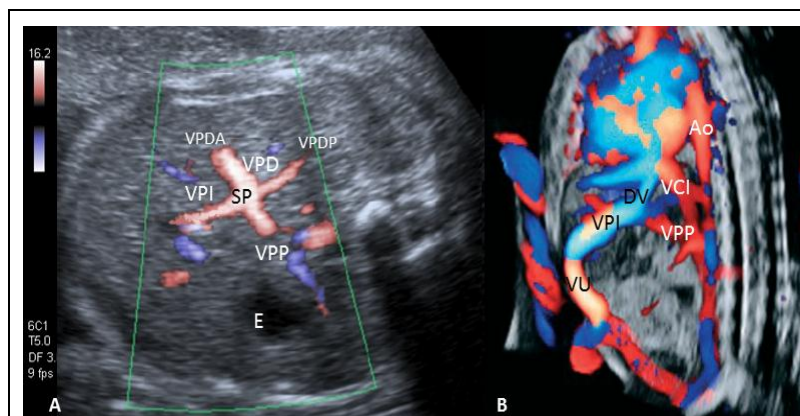 16.2
VPDA
VPD
VPDP
VPI
SP
VPP
E
6C1
T5.0
DF 3.
9 fps
A
Ao
VCI
DV
VPI
VPP
VU
B